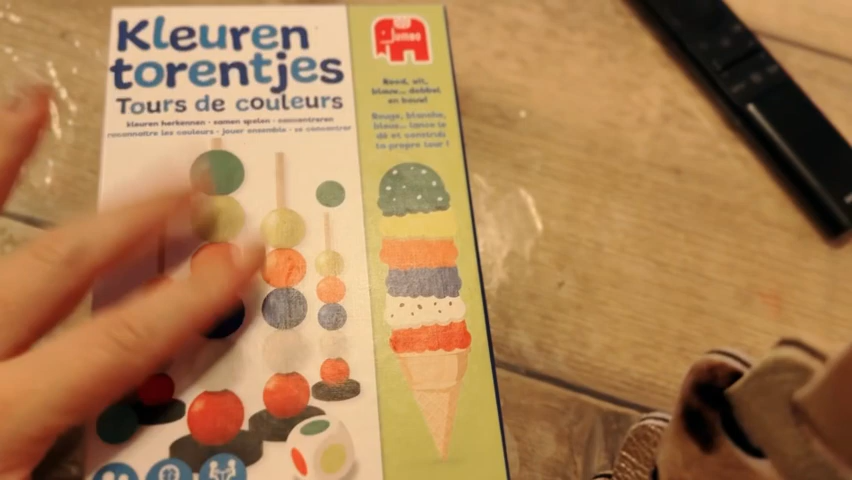 Kleuren
torentjes
Tours de couleurs
kleuren herkennen • samen spelen • concentreren
reconnaître les couleurs • jouer ensemble • se concentrer
Jumbo
Rood, wit,
blauw... dobbel
en bouw!
Rouge, blanche,
bleue... lance le
dé et construis
ta propre tour!